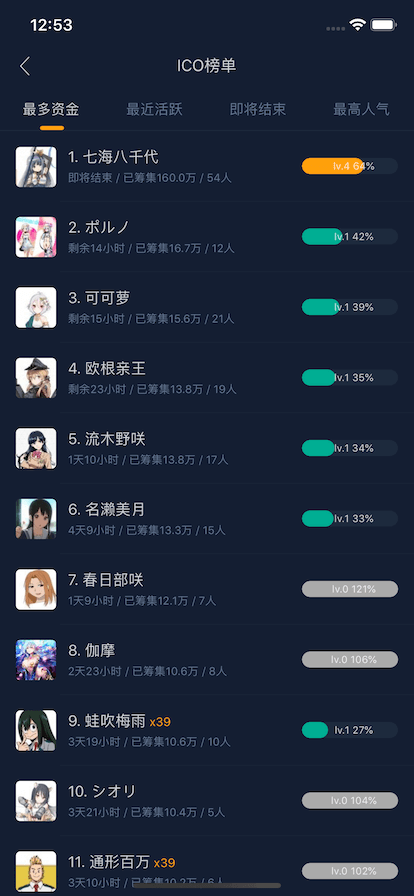 12:53
ICO榜单
最多资金 最近活跃 即将结束 最高人气
1. 七海八千代
lv.4 64%
即将结束 / 已筹集160.0万 / 54人
2. ポルノ
lv.1 42%
剩余14小时 / 已筹集16.7万 / 12人
3. 可可萝
lv.1 39%
剩余15小时 / 已筹集15.6万 / 21人
4. 欧根亲王
lv.1 35%
剩余23小时 / 已筹集13.8万 / 19人
5. 流木野咲
lv.1 34%
1天10小时 / 已筹集13.8万 / 17人
6. 名濑美月
lv.1 33%
4天9小时 / 已筹集13.3万 / 15人
7. 春日部咲
lv.0 121%
1天9小时 / 已筹集12.1万 / 7人
8. 伽摩
lv.0 106%
2天23小时 / 已筹集10.6万 / 8人
9. 蛙吹梅雨 x39
lv.1 27%
3天19小时 / 已筹集10.6万 / 10人
10. シオリ
lv.0 104%
3天21小时 / 已筹集10.4万 / 5人
11. 通形百万 x39
lv.0 102%
3天10小时 / 已筹集10.2万 / 6人